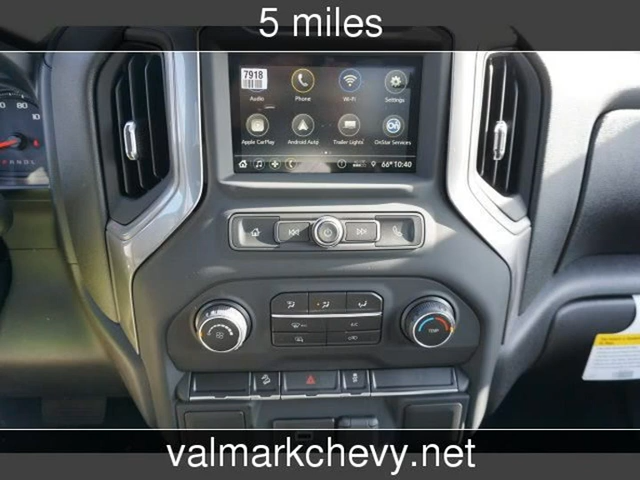 5 miles
7918
Audio Phone Wi-Fi Settings
Apple CarPlay Android Auto Trailer Lights OnStar Services
66° 10:40
80
TEMP
valmarkchevy.net